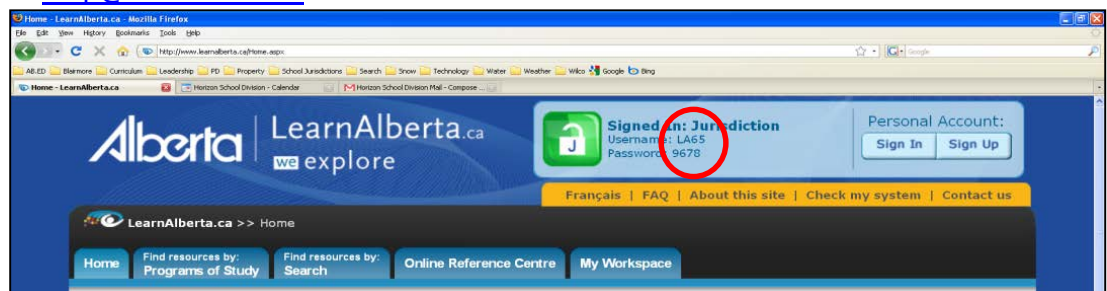 Home - LearnAlberta.ca - Mozilla Firefox
File Edit View History Bookmarks Tools Help
http://www.learnalberta.ca/Home.aspx
Google
AB.ED Blairmore Curriculum Leadership PD Property School Jurisdictions Search Snow Technology Water Weather Wilco Google Bing
Home - LearnAlberta.ca Horizon School Division - Calendar Horizon School Division Mail - Compose ...
Alberta LearnAlberta.ca
we explore
J
Signed In: Jurisdiction
Username: LA65
Password: 9678
Personal Account:
Sign In Sign Up
Français | FAQ | About this site | Check my system | Contact us
LearnAlberta.ca >> Home
Home
Find resources by:
Programs of Study
Find resources by:
Search
Online Reference Centre
My Workspace